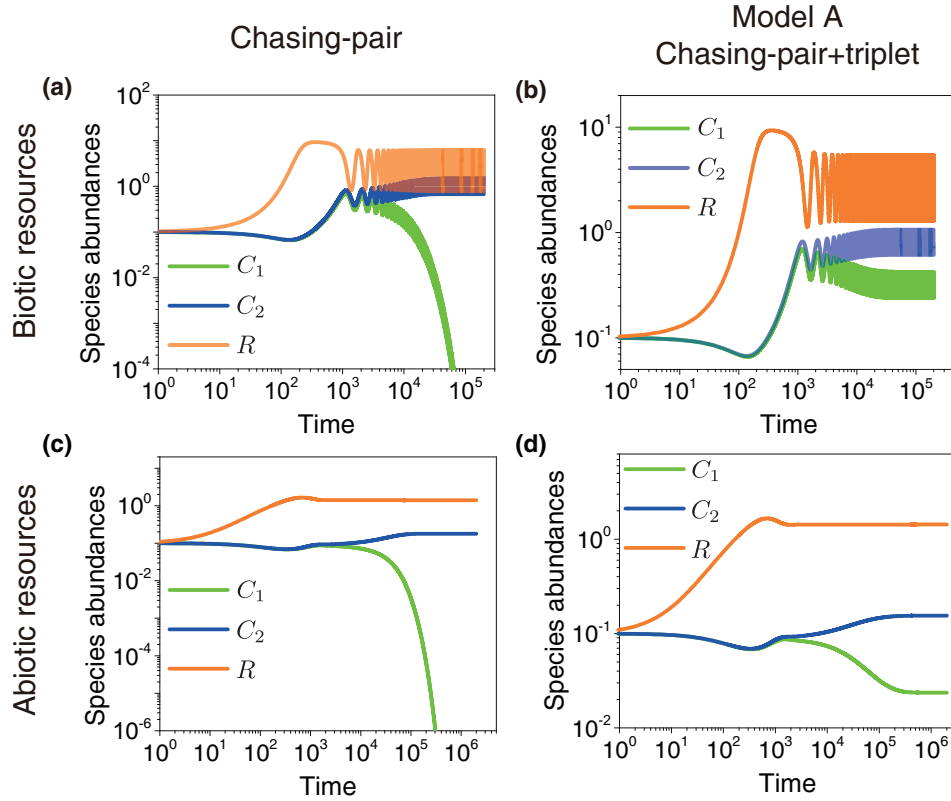 Chasing-pair
Model A
Chasing-pair+triplet
Biotic resources
Abiotic resources
(a)
Species abundances
10^2
10^0
10^-2
10^-4
C_1
C_2
R
10^0 10^1 10^2 10^3 10^4 10^5
Time
(b)
Species abundances
10^1
10^0
10^-1
C_1
C_2
R
10^0 10^1 10^2 10^3 10^4 10^5
Time
(c)
Species abundances
10^0
10^-2
10^-4
10^-6
C_1
C_2
R
10^0 10^1 10^2 10^3 10^4 10^5 10^6
Time
(d)
Species abundances
10^0
10^-1
10^-2
C_1
C_2
R
10^0 10^1 10^2 10^3 10^4 10^5 10^6
Time